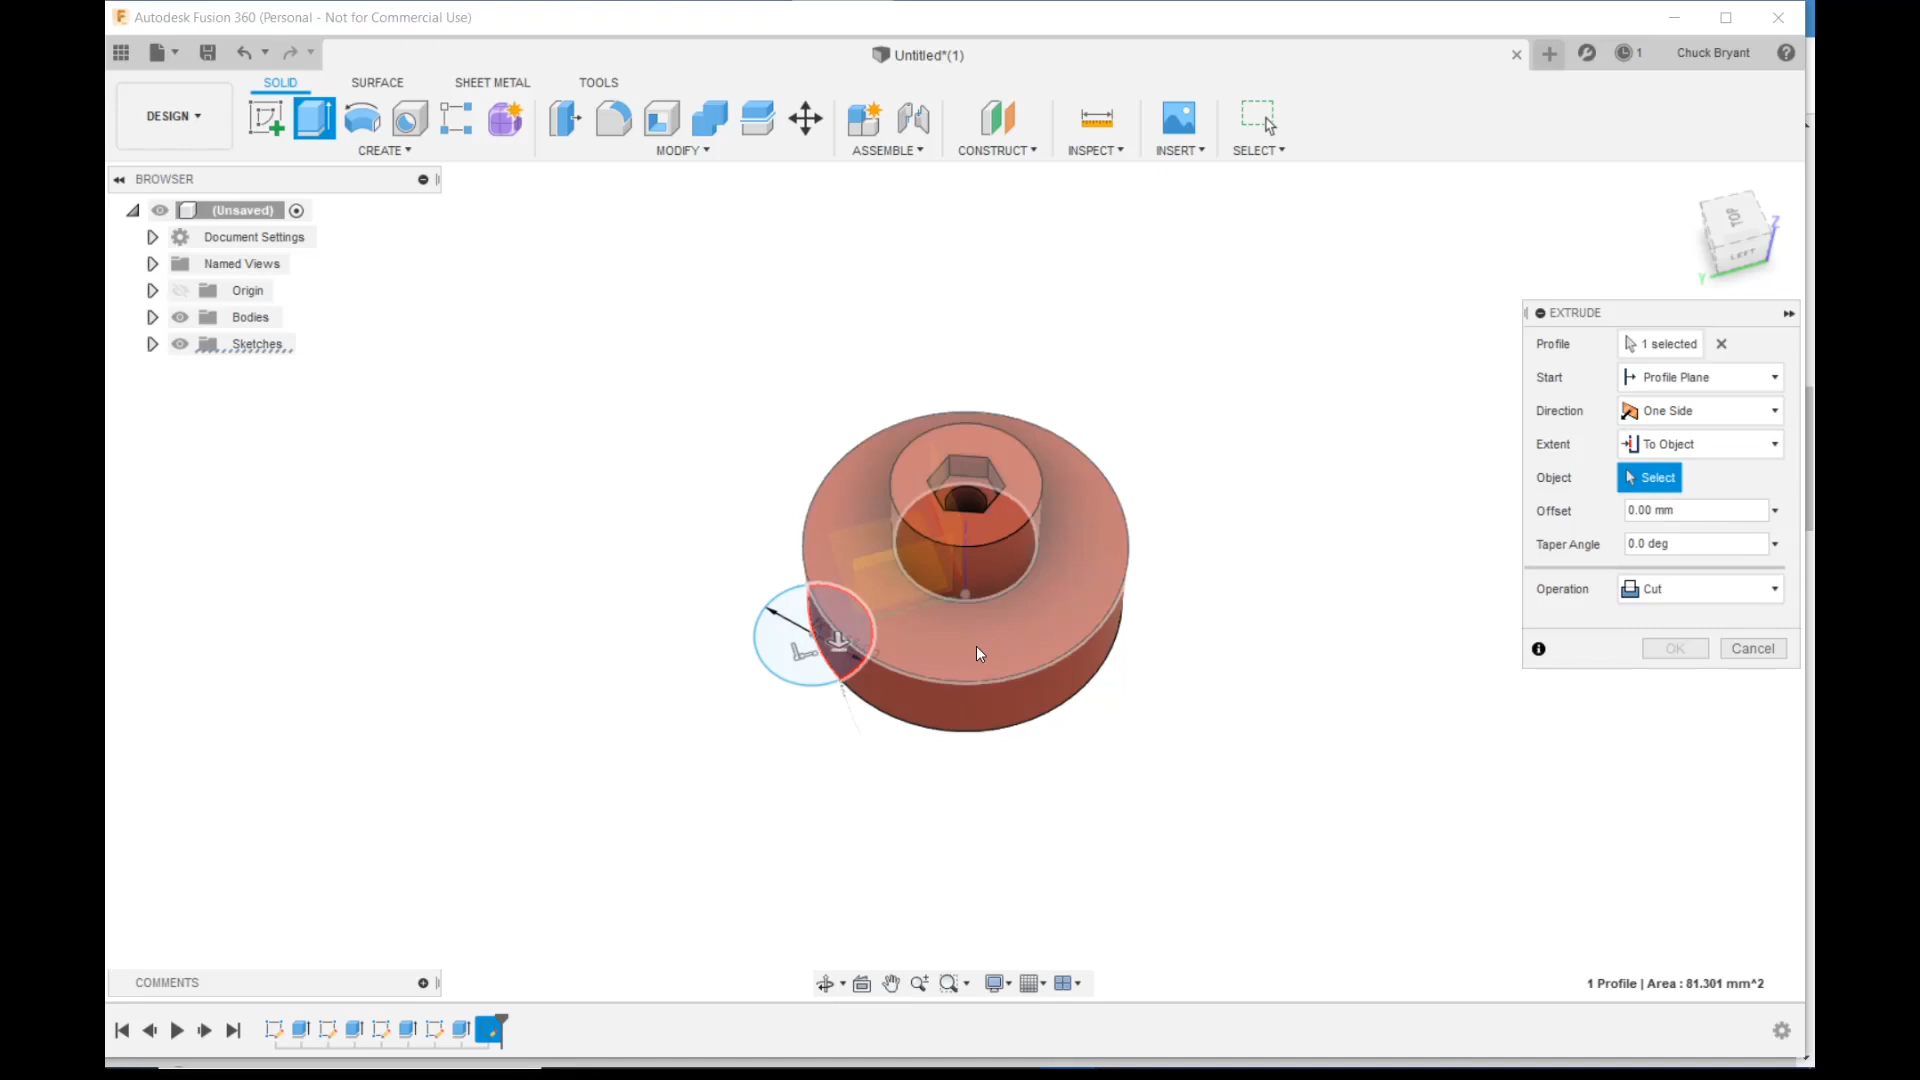 Autodesk Fusion 360 (Personal - Not for Commercial Use)
Untitled*(1)
1
Chuck Bryant
SOLID
SURFACE
SHEET METAL
TOOLS
DESIGN
CREATE
MODIFY
ASSEMBLE
CONSTRUCT
INSPECT
INSERT
SELECT
BROWSER
(Unsaved)
Document Settings
Named Views
Origin
Bodies
Sketches
TOP
LEFT
Z
Y
EXTRUDE
Profile
1 selected
Start
Profile Plane
Direction
One Side
Extent
To Object
Object
Select
Offset
0.00 mm
Taper Angle
0.0 deg
Operation
Cut
OK
Cancel
COMMENTS
1 Profile | Area : 81.301 mm^2